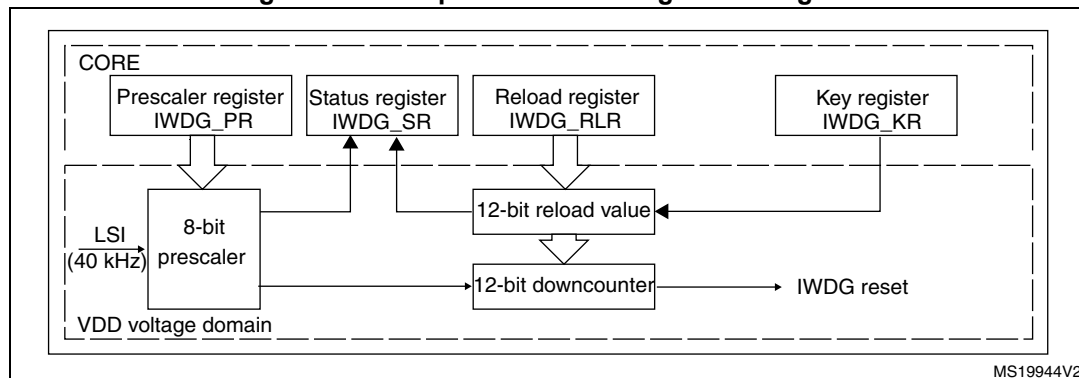 CORE
Prescaler register
IWDG_PR
Status register
IWDG_SR
Reload register
IWDG_RLR
Key register
IWDG_KR
LSI
(40 kHz)
8-bit
prescaler
12-bit reload value
12-bit downcounter
IWDG reset
VDD voltage domain
MS19944V2